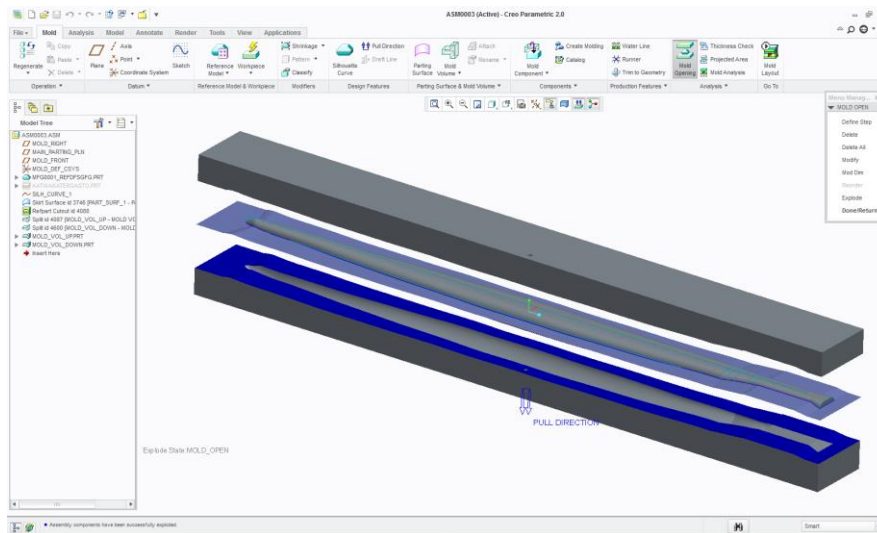 ASM0003 (Active) - Creo Parametric 2.0
File Mold Analysis Model Annotate Render Tools View Applications
Regenerate
Copy
Paste
Delete
Operation
Plane
Axis
Point
Coordinate System
Sketch
Datum
Reference Model
Workpiece
Reference Model & Workpiece
Shrinkage
Pattern
Classify
Modifiers
Silhouette Curve
Pull Direction
Draft Line
Design Features
Parting Surface
Mold Volume
Attach
Rename
Parting Surface & Mold Volume
Mold Component
Create Molding
Catalog
Components
Water Line
Runner
Trim to Geometry
Production Features
Mold Opening
Thickness Check
Projected Area
Mold Analysis
Analysis
Mold Layout
Go To
Model Tree
ASM0003.ASM
MOLD_RIGHT
MAIN_PARTING_PLN
MOLD_FRONT
MOLD_DEF_CSYS
SILH_CURVE_1
Skirt Surface id 3746 [PART_SURF_1 -
Refpart Cutout id 4000
MOLD_VOL_UP.PRT
MOLD_VOL_DOWN.PRT
Insert Here
Menu Manag...
MOLD OPEN
Define Step
Delete
Delete All
Modify
Mod Dim
Reorder
Explode
Done/Return
PULL DIRECTION
Explode State MOLD_OPEN
Assembly components have been successfully exploded.
Smart